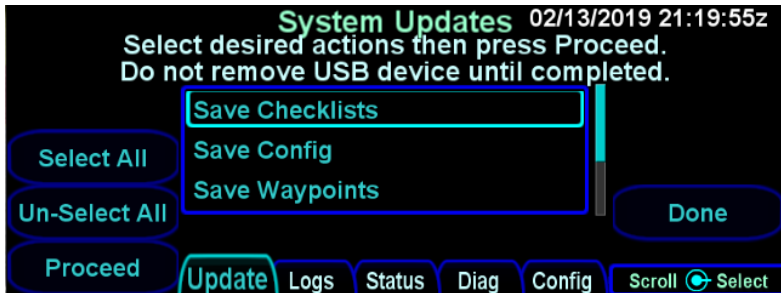 System Updates 02/13/2019 21:19:55z
Select desired actions then press Proceed.
Do not remove USB device until completed.
Save Checklists
Select All
Save Config
Save Waypoints
Un-Select All
Done
Proceed
Update Logs Status Diag Config Scroll Select